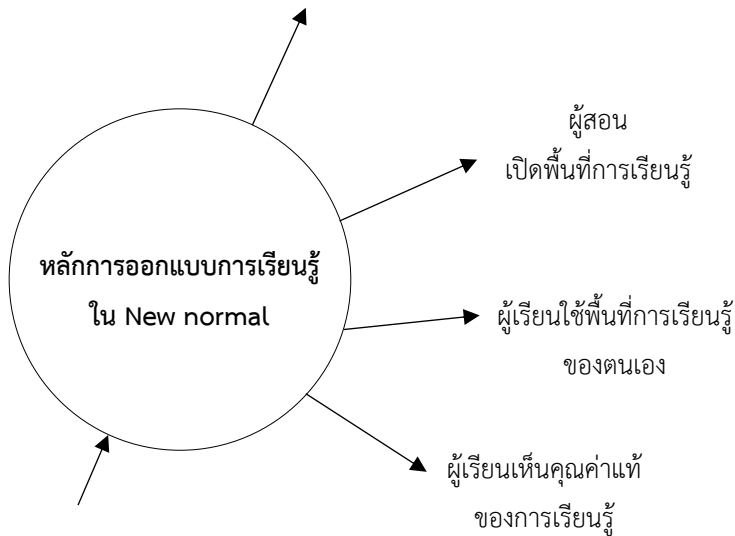 ผู้สอน
เปิดพื้นที่การเรียนรู้
หลักการออกแบบการเรียนรู้
ใน New normal
ผู้เรียนใช้พื้นที่การเรียนรู้
ของตนเอง
ผู้เรียนเห็นคุณค่าแท้
ของการเรียนรู้